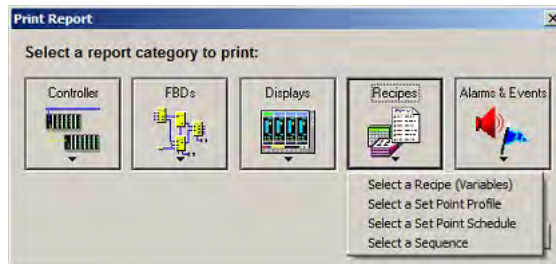 Print Report
Select a report category to print:
Controller
FBDs
Displays
Recipes
Alarms & Events
Select a Recipe (Variables)
Select a Set Point Profile
Select a Set Point Schedule
Select a Sequence